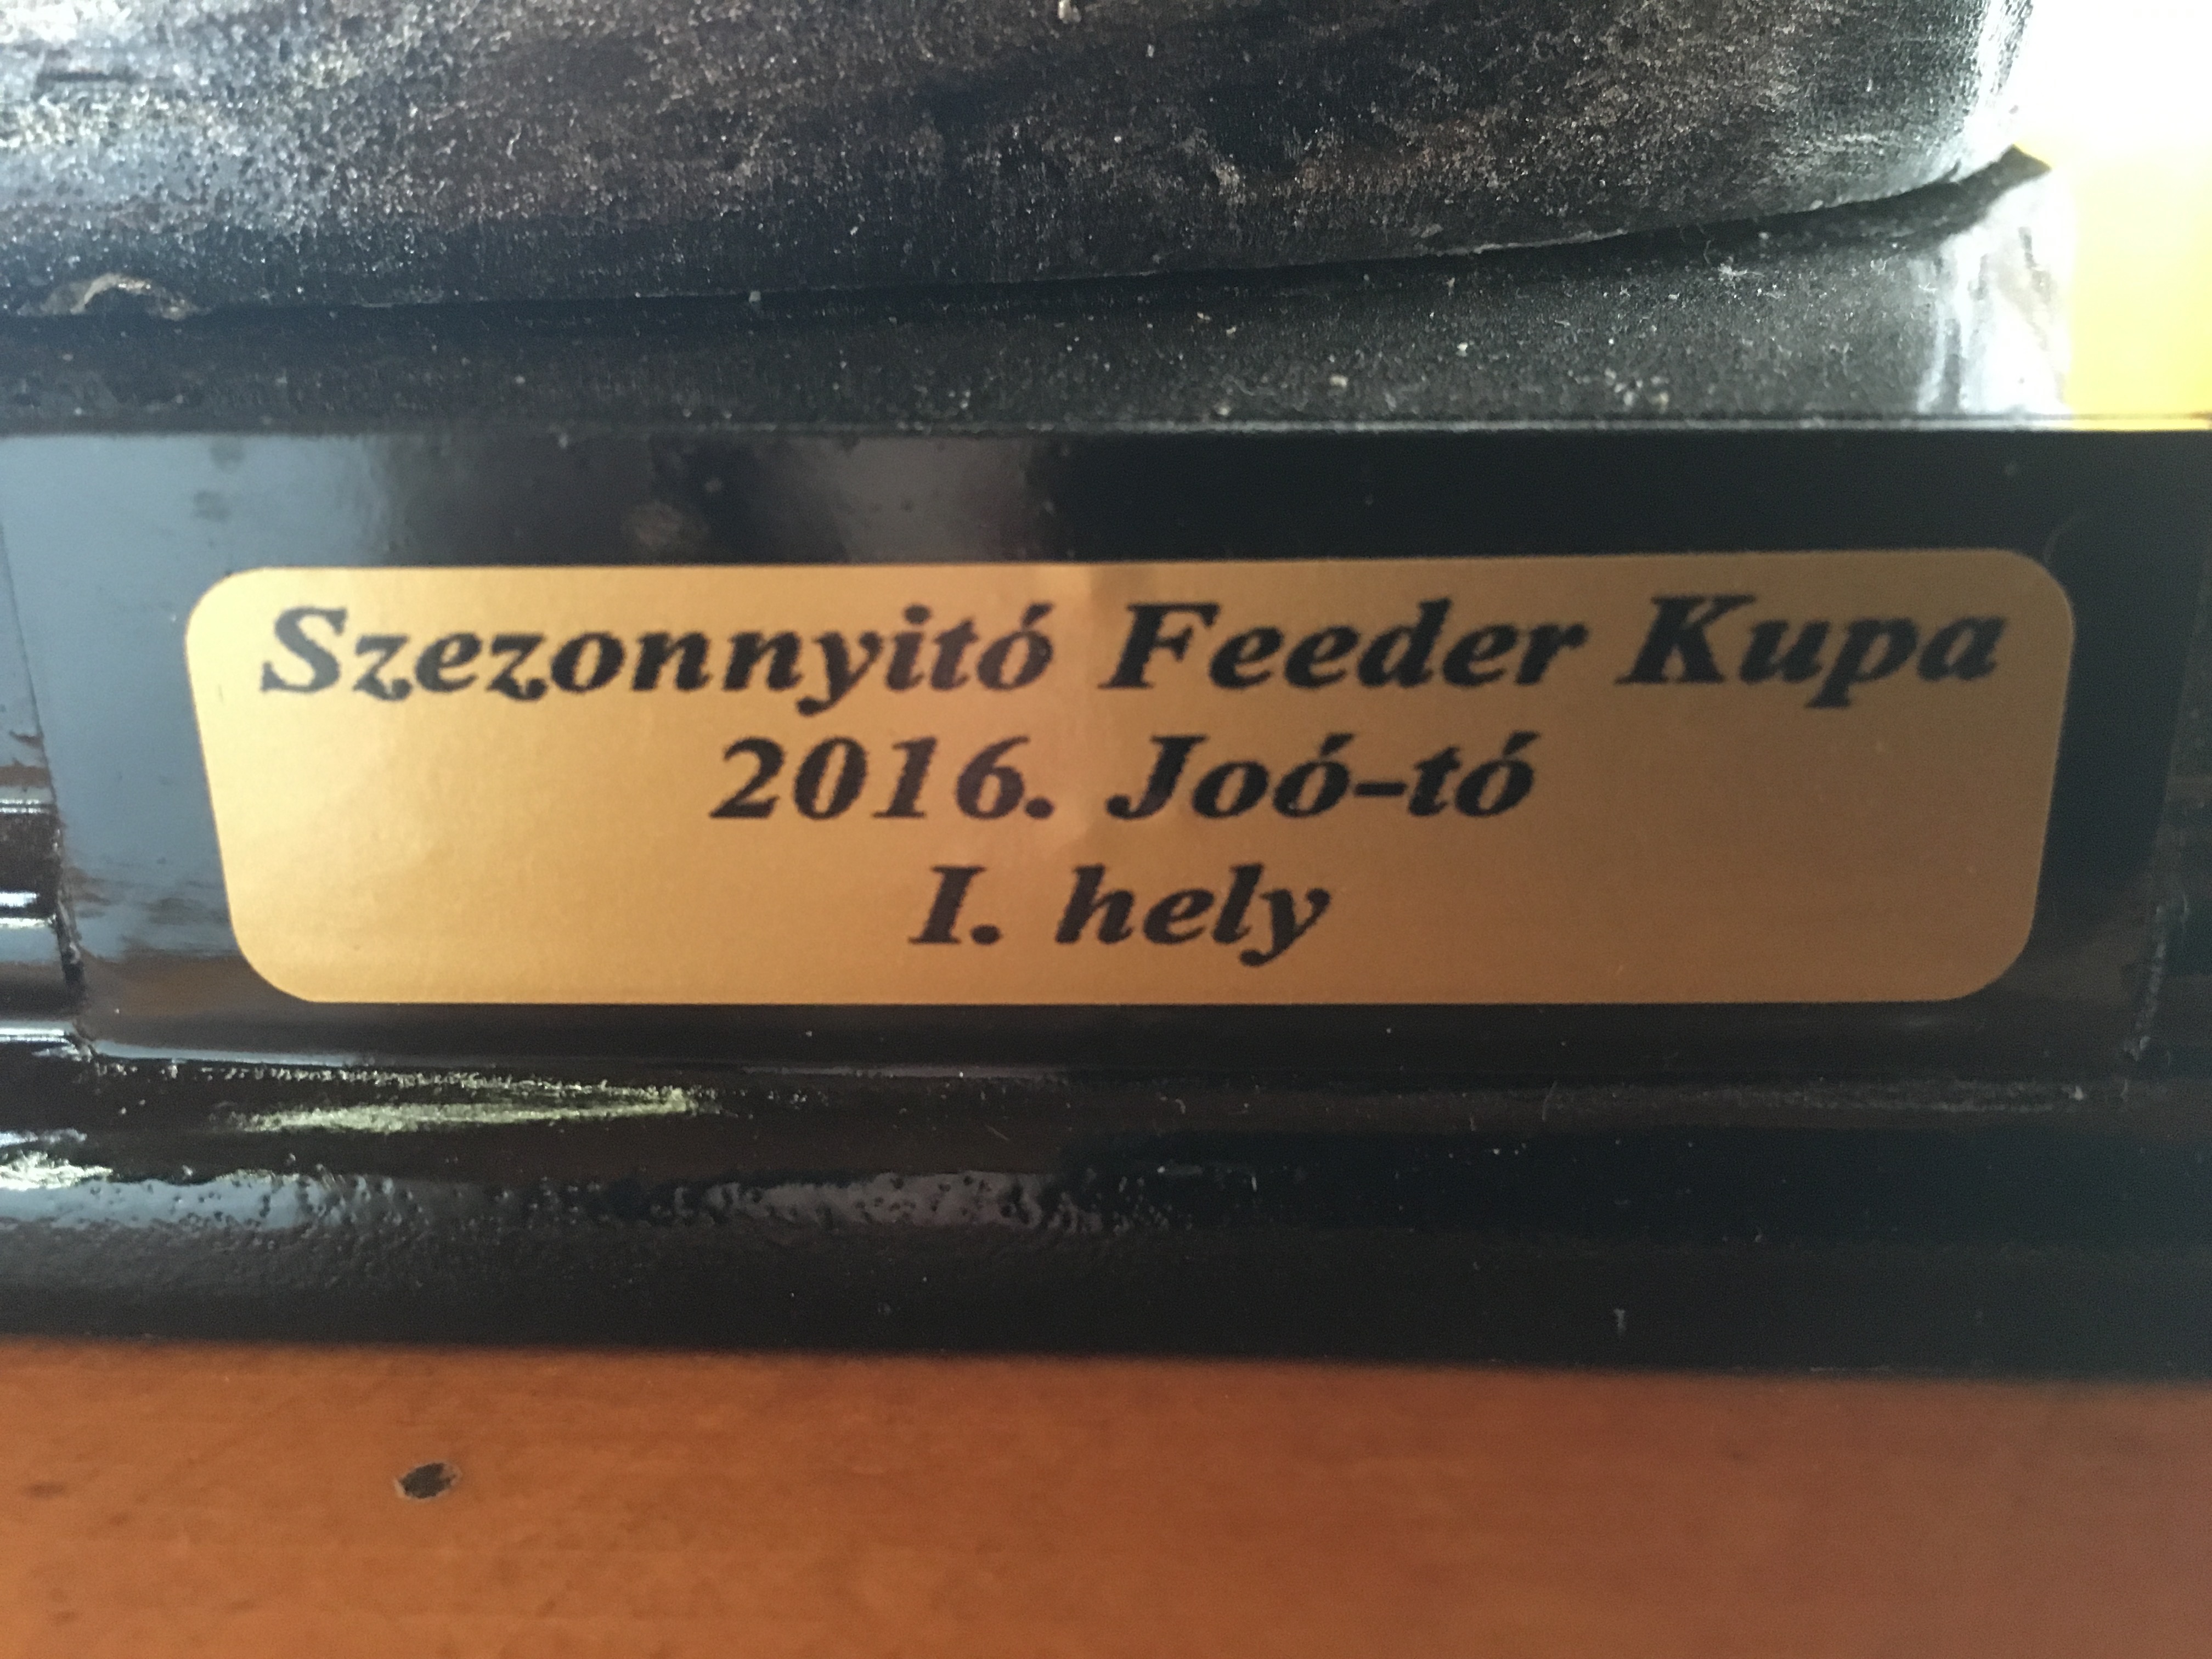 Szezonnyitó Feeder Kupa
2016. Joó-tó
I. hely